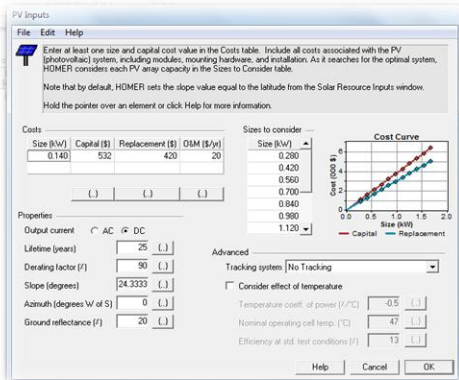 PV Inputs
File Edit Help
Enter at least one size and capital cost value in the Costs table. Include all costs associated with the PV
(photovoltaic) system, including modules, mounting hardware, and installation. As it searches for the optimal system,
HOMER considers each PV array capacity in the Sizes to Consider table.
Note that by default, HOMER sets the slope value equal to the latitude from the Solar Resource Inputs window.
Hold the pointer over an element or click Help for more information.
Costs
Size (kW) Capital ($) Replacement ($) O&M ($/yr)
0.140 532 420 20
{..} {..} {..}
Sizes to consider
Size (kW)
0.280
0.420
0.560
0.700
0.840
0.980
1.120
Cost Curve
Cost (000 $)
6
4
2
0
0.0 0.5 1.0 1.5 2.0
Size (kW)
Capital Replacement
Properties
Output current AC DC
Lifetime (years) 25 {..}
Derating factor (%) 90 {..}
Slope (degrees) 24.3333 {..}
Azimuth (degrees W of S) 0 {..}
Ground reflectance (%) 20 {..}
Advanced
Tracking system No Tracking
Consider effect of temperature
Temperature coeff. of power (%/°C) -0.5 {..}
Nominal operating cell temp. (°C) 47 {..}
Efficiency at std. test conditions (%) 13 {..}
Help Cancel OK